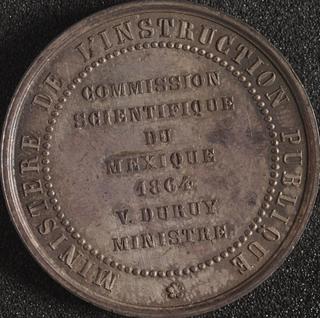 MINISTERE DE L'INSTRUCTION PUBLIQUE
COMMISSION
SCIENTIFIQUE
DU
MEXIQUE
1864
V. DURUY
MINISTRE